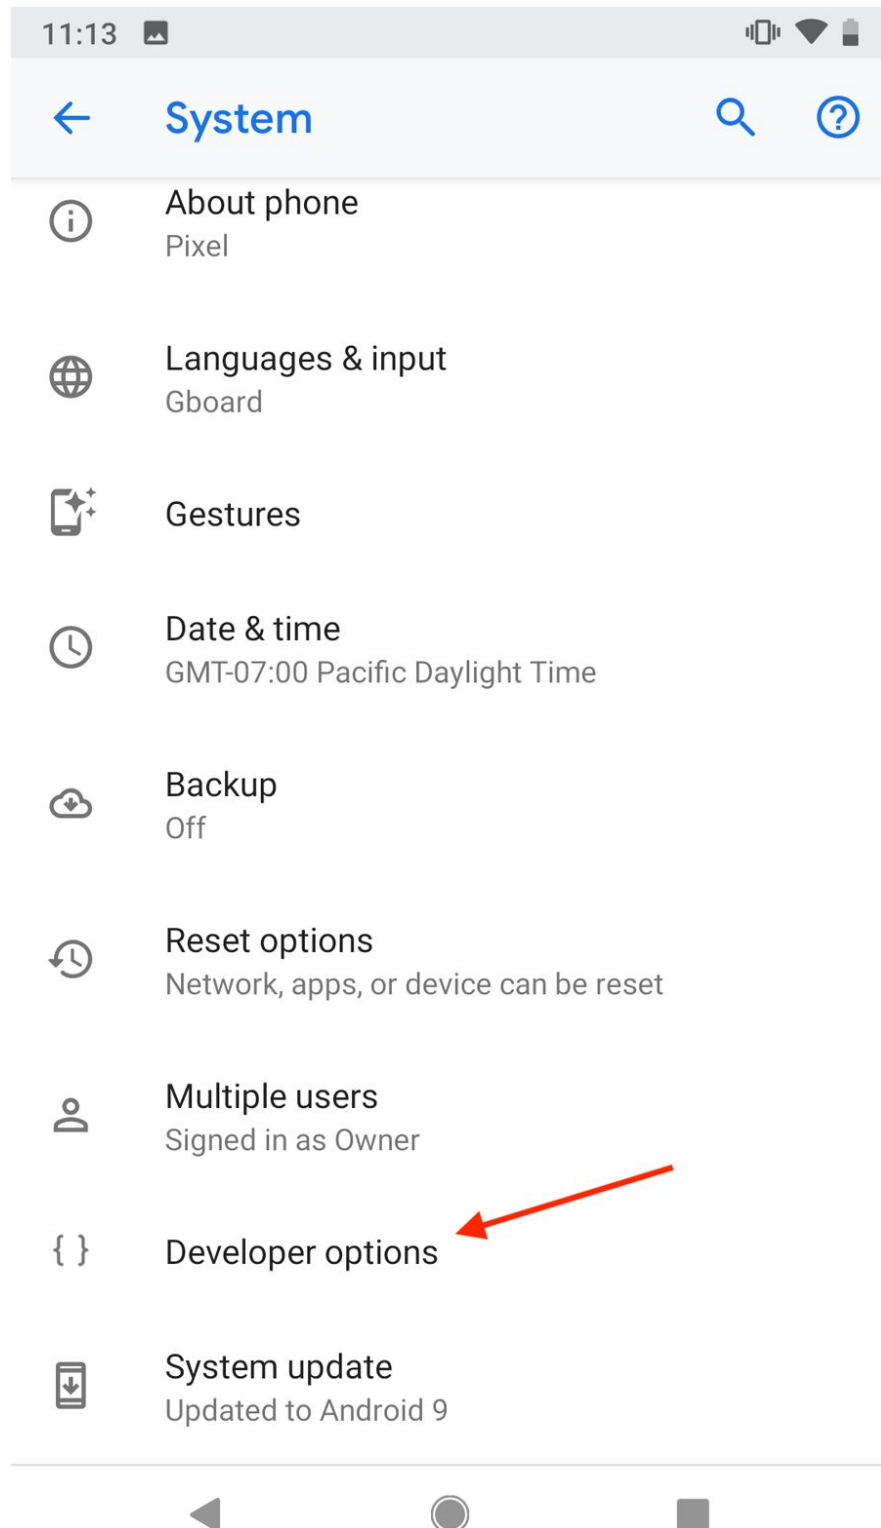 11:13
System
About phone
Pixel
Languages & input
Gboard
Gestures
Date & time
GMT-07:00 Pacific Daylight Time
Backup
Off
Reset options
Network, apps, or device can be reset
Multiple users
Signed in as Owner
{ } Developer options
System update
Updated to Android 9